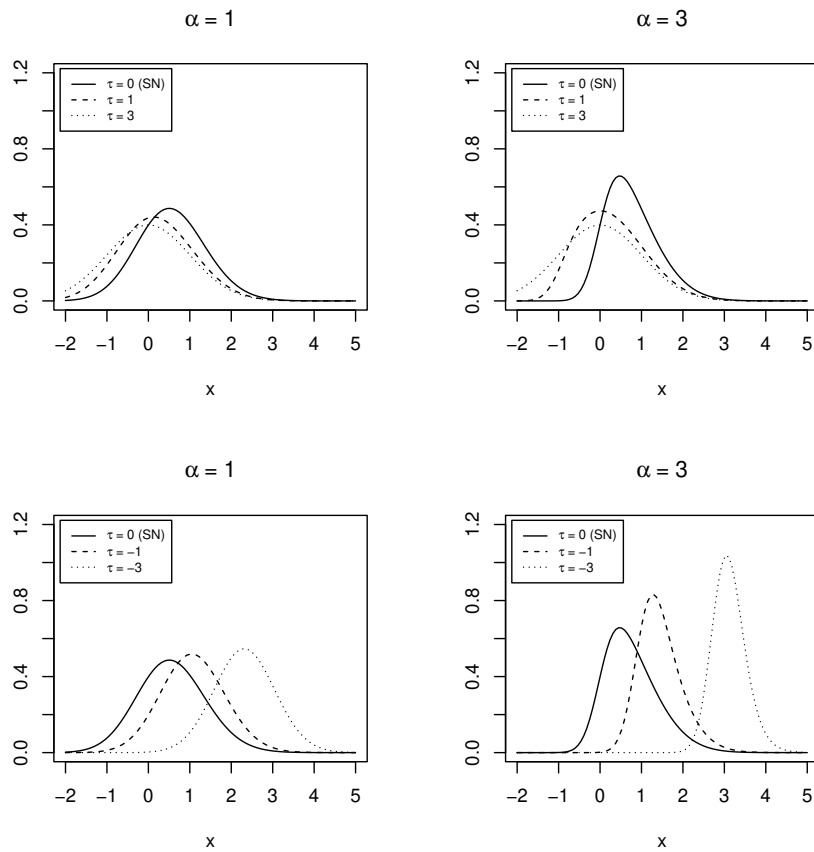 α = 1
τ = 0 (SN)
τ = 1
τ = 3
0.0 0.4 0.8 1.2
−2 −1 0 1 2 3 4 5
x
α = 3
τ = 0 (SN)
τ = 1
τ = 3
0.0 0.4 0.8 1.2
−2 −1 0 1 2 3 4 5
x
α = 1
τ = 0 (SN)
τ = −1
τ = −3
0.0 0.4 0.8 1.2
−2 −1 0 1 2 3 4 5
x
α = 3
τ = 0 (SN)
τ = −1
τ = −3
0.0 0.4 0.8 1.2
−2 −1 0 1 2 3 4 5
x